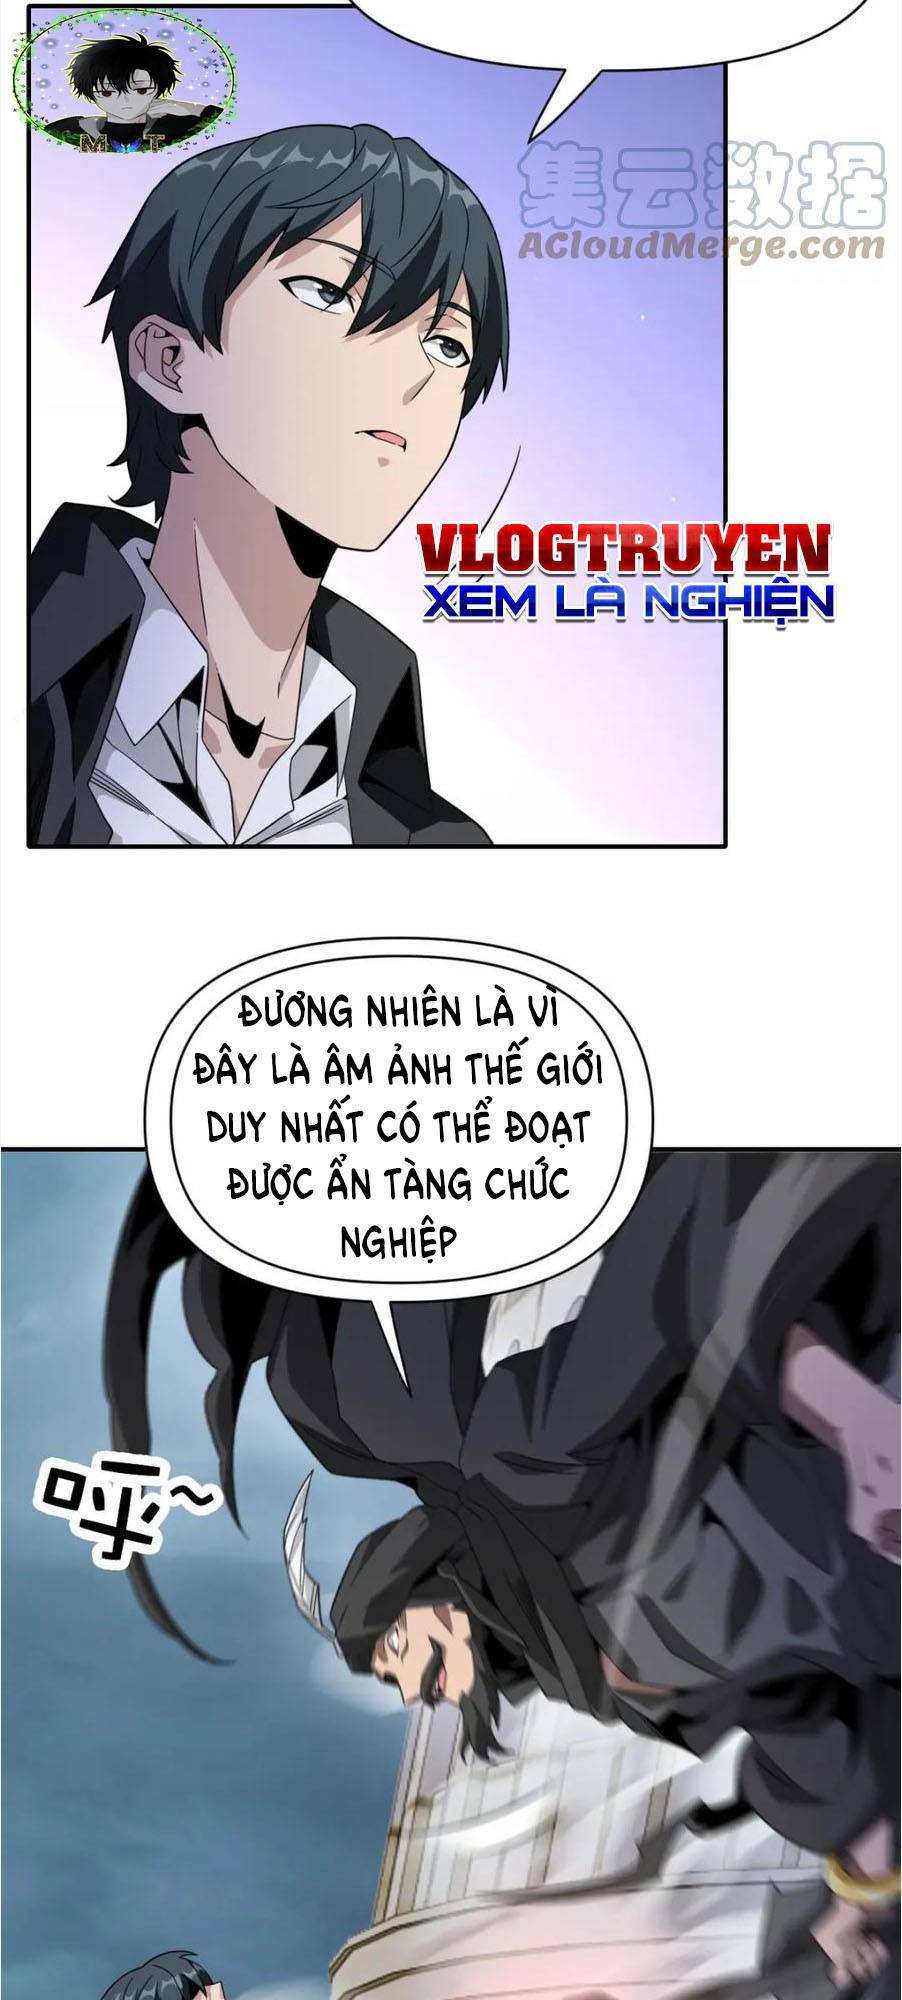 M T
集云数据
ACloudMerge.com
VLOGTRUYEN
XEM LÀ NGHIỆN
ĐƯƠNG NHIÊN LÀ VÌ
ĐÂY LÀ ÂM ẢNH THẾ GIỚI
DUY NHẤT CÓ THỂ ĐOẠT
ĐƯỢC ẨN TÀNG CHỨC
NGHIỆP
呼~